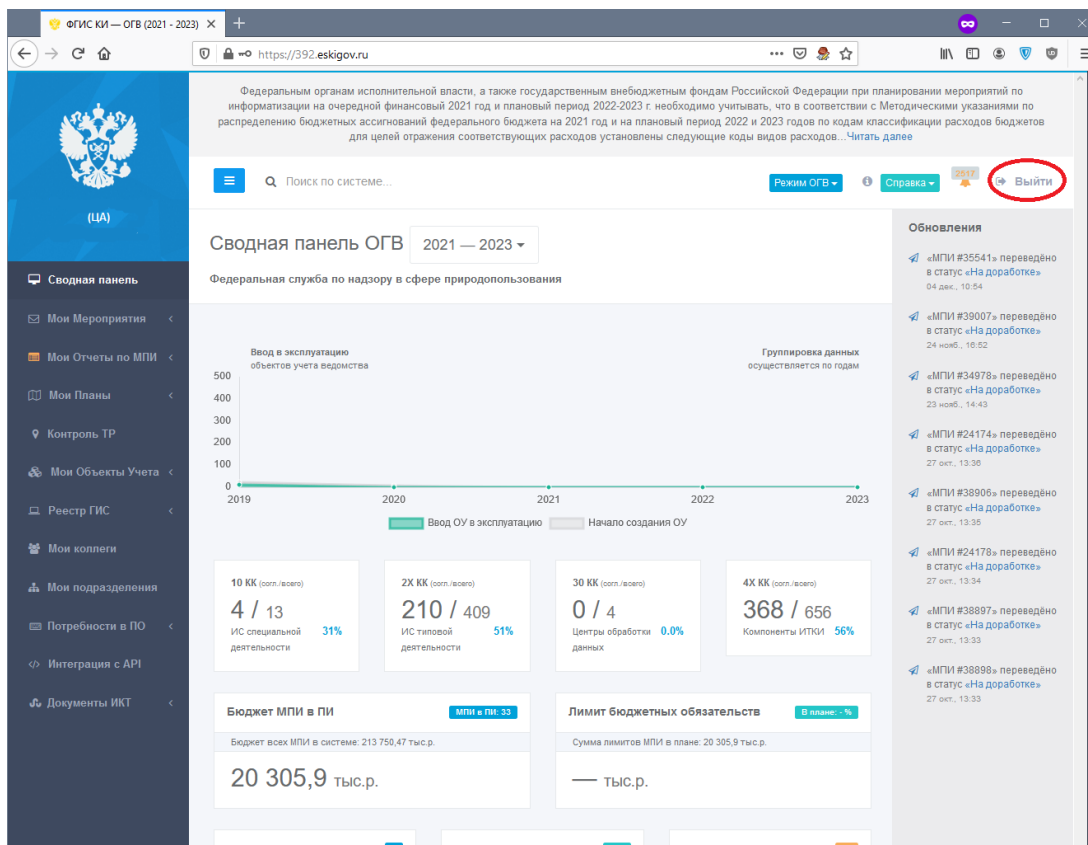 ФГИС КИ — ОГВ (2021 - 2023)
https://392.eskigov.ru
Федеральным органам исполнительной власти, а также государственным внебюджетным фондам Российской Федерации при планировании мероприятий по
информатизации на очередной финансовый 2021 год и плановый период 2022-2023 г. необходимо учитывать, что в соответствии с Методическими указаниями по
распределению бюджетных ассигнований федерального бюджета на 2021 год и на плановый период 2022 и 2023 годов по кодам классификации расходов бюджетов
для целей отражения соответствующих расходов установлены следующие коды видов расходов...Читать далее
Поиск по системе...
Режим ОГВ
Справка
2617
Выйти
(ЦА)
Сводная панель
Мои Мероприятия
Мои Отчеты по МПИ
Мои Планы
Контроль ТР
Мои Объекты Учета
Реестр ГИС
Мои коллеги
Мои подразделения
Потребности в ПО
Интеграция с API
Документы ИКТ
Сводная панель ОГВ 2021 — 2023
Федеральная служба по надзору в сфере природопользования
Ввод в эксплуатацию
объектов учета ведомства
Группировка данных
осуществляется по годам
500
400
300
200
100
0
2019 2020 2021 2022 2023
Ввод ОУ в эксплуатацию Начало создания ОУ
10 КК (согл./всего)
4 / 13
ИС специальной 31%
деятельности
2X КК (согл./всего)
210 / 409
ИС типовой 51%
деятельности
30 КК (согл./всего)
0 / 4
Центры обработки 0.0%
данных
4X КК (согл./всего)
368 / 656
Компоненты ИТКИ 56%
Бюджет МПИ в ПИ МПИ в ПИ: 33
Бюджет всех МПИ в системе: 213 750,47 тыс.р.
20 305,9 тыс.р.
Лимит бюджетных обязательств В плане: - %
Сумма лимитов МПИ в плане: 20 305,9 тыс.р.
— тыс.р.
Обновления
«МПИ #35541» переведёно
в статус «На доработке»
04 дек., 10:54
«МПИ #39007» переведёно
в статус «На доработке»
24 нояб., 16:52
«МПИ #34978» переведёно
в статус «На доработке»
23 нояб., 14:43
«МПИ #24174» переведёно
в статус «На доработке»
27 окт., 13:36
«МПИ #38906» переведёно
в статус «На доработке»
27 окт., 13:35
«МПИ #24178» переведёно
в статус «На доработке»
27 окт., 13:34
«МПИ #38897» переведёно
в статус «На доработке»
27 окт., 13:33
«МПИ #38898» переведёно
в статус «На доработке»
27 окт., 13:33